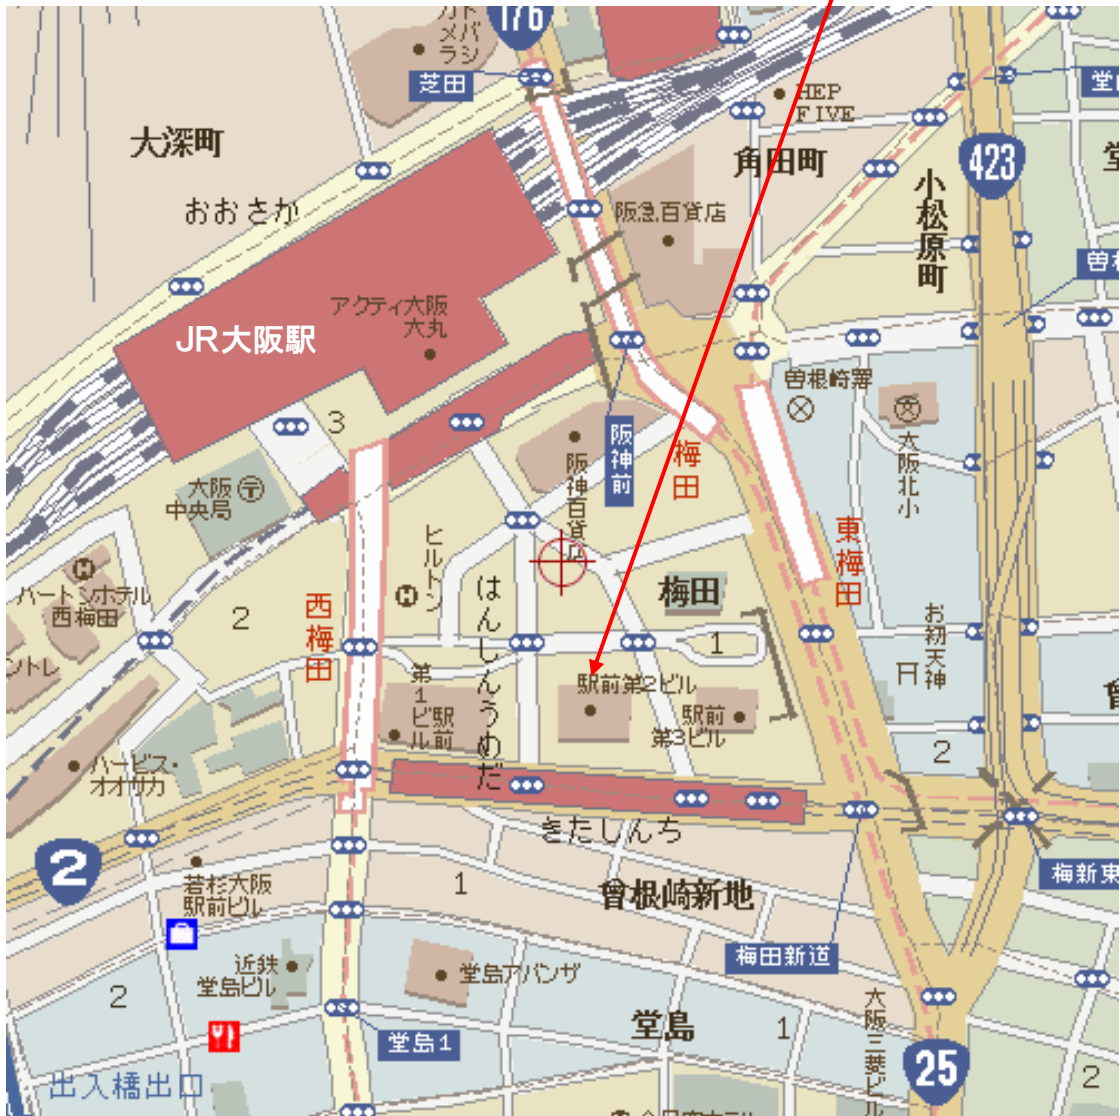 176
カド
メバ
ラシ
芝田
HEP
FIVE
大深町
角田町
423
おおさか
阪急百貨店
小松原町
アクティ大阪
大丸
JR大阪駅
曽根崎署
3
阪神前
梅田
阪神百貨店
大阪北小
大阪
中央局
東梅田
ヒルトン
はんしんうめだ
梅田
ハートンホテル
西梅田
2
西梅田
お初天神
1
第1
ビ駅
ル前
駅前第2ビル
駅前
第3ビル
2
ハービス・
オオサカ
きたしんち
2
若杉大阪
駅前ビル
1
曾根崎新地
梅新東
梅田新道
近鉄
堂島ビル
堂島アバンザ
2
堂島
1
大阪三菱ビル
堂島1
25
出入橋出口
2